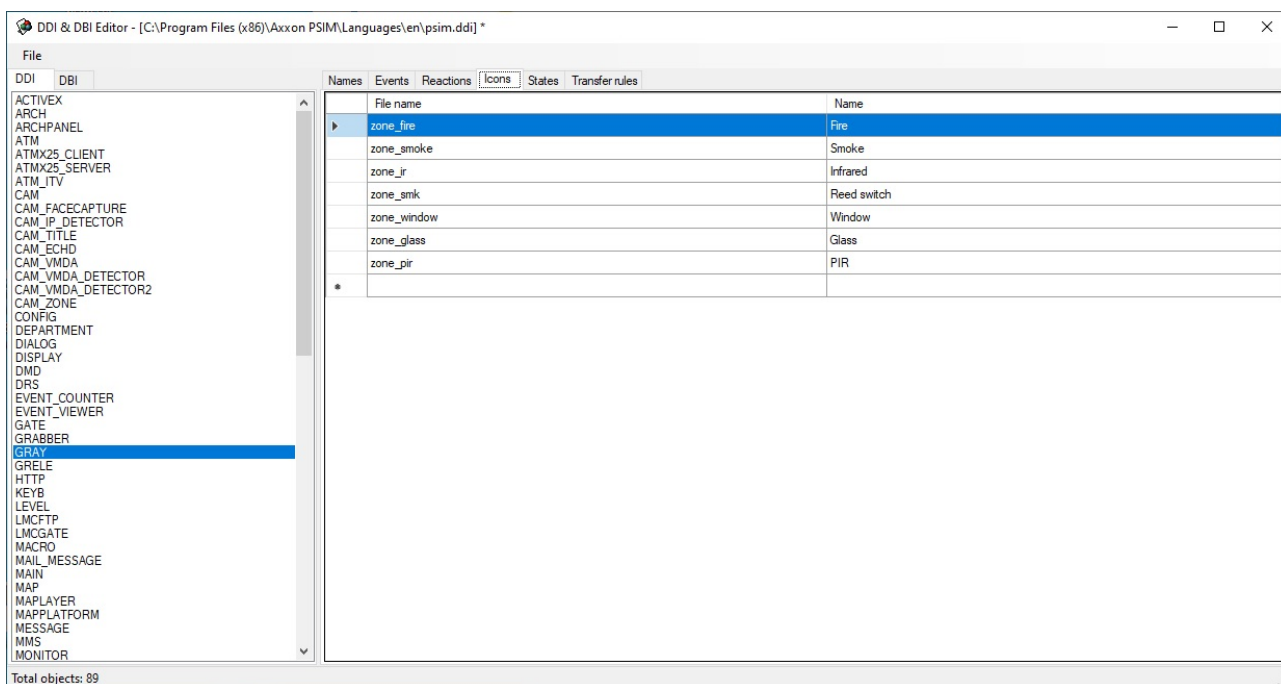 DDI & DBI Editor - [C:\Program Files (x86)\Axxon PSIM\Languages\en\psim.ddi] *
File
DDI DBI
Names Events Reactions Icons States Transfer rules
ACTIVEX
ARCH
ARCHPANEL
ATM
ATMX25_CLIENT
ATMX25_SERVER
ATM_ITV
CAM
CAM_FACECAPTURE
CAM_IP_DETECTOR
CAM_TITLE
CAM_ECHD
CAM_VMDA
CAM_VMDA_DETECTOR
CAM_VMDA_DETECTOR2
CAM_ZONE
CONFIG
DEPARTMENT
DIALOG
DISPLAY
DMD
DRS
EVENT_COUNTER
EVENT_VIEWER
GATE
GRABBER
GRAY
GRELE
HTTP
KEYB
LEVEL
LMCFTP
LMCGATE
MACRO
MAIL_MESSAGE
MAIN
MAP
MAPLAYER
MAPPLATFORM
MESSAGE
MMS
MONITOR
File name Name
zone_fire Fire
zone_smoke Smoke
zone_ir Infrared
zone_smk Reed switch
zone_window Window
zone_glass Glass
zone_pir PIR
Total objects: 89